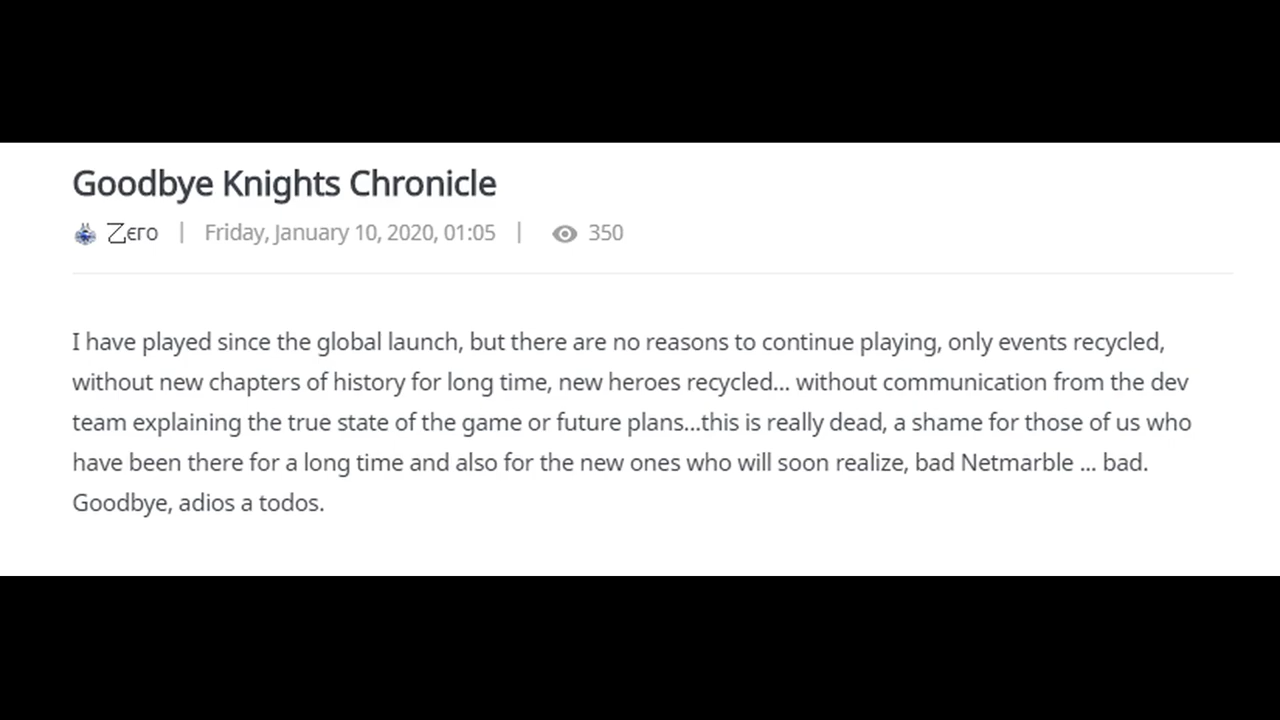 Goodbye Knights Chronicle
乙єго | Friday, January 10, 2020, 01:05 | 350
I have played since the global launch, but there are no reasons to continue playing, only events recycled,
without new chapters of history for long time, new heroes recycled... without communication from the dev
team explaining the true state of the game or future plans...this is really dead, a shame for those of us who
have been there for a long time and also for the new ones who will soon realize, bad Netmarble ... bad.
Goodbye, adios a todos.